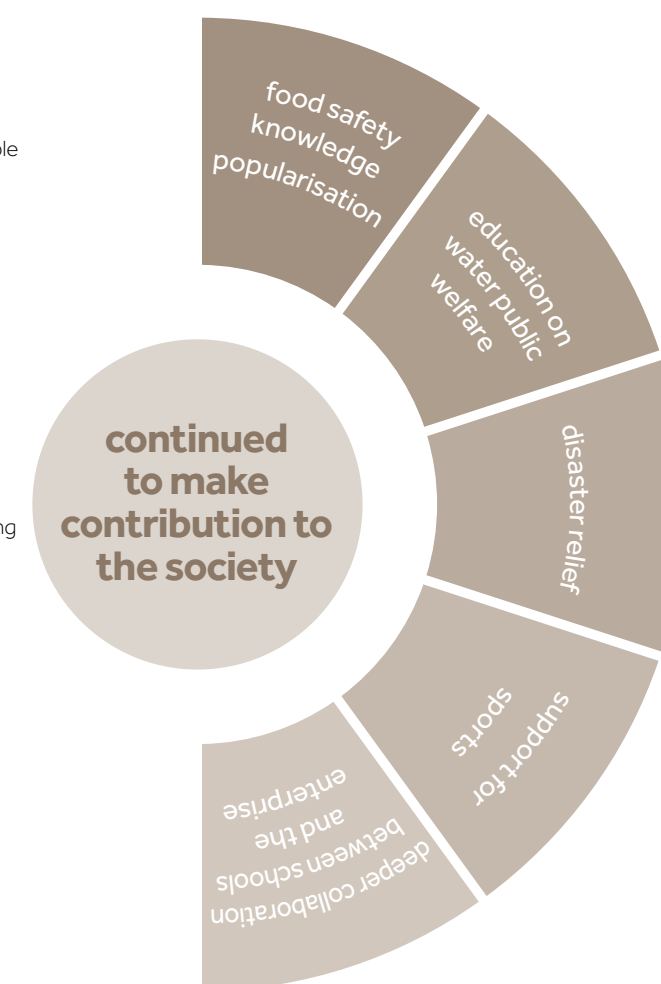 food safety
knowledge
popularisation
education on
water public
welfare
disaster relief
support for
sports
deeper collaboration
between schools
and the
enterprise
continued
to make
contribution to
the society